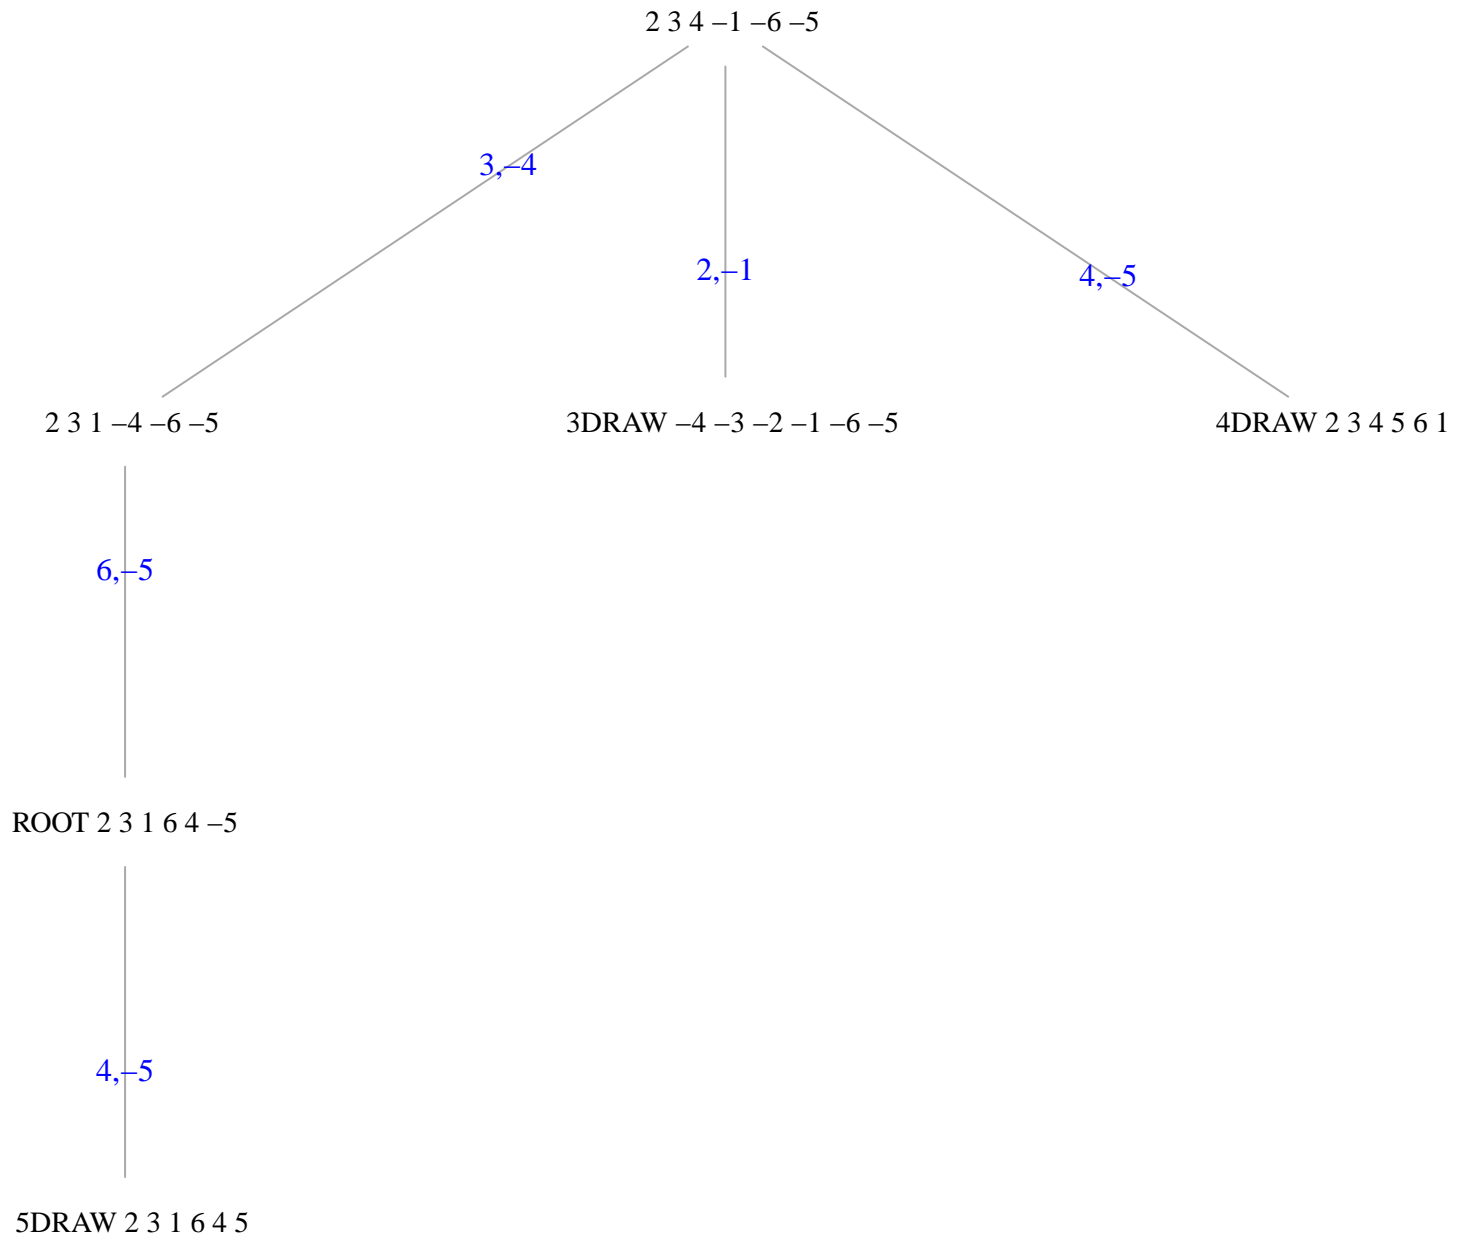 2 3 4 –1 –6 –5
3,–4
2,–1
4,–5
2 3 1 –4 –6 –5
3DRAW –4 –3 –2 –1 –6 –5
4DRAW 2 3 4 5 6 1
6,–5
ROOT 2 3 1 6 4 –5
4,–5
5DRAW 2 3 1 6 4 5